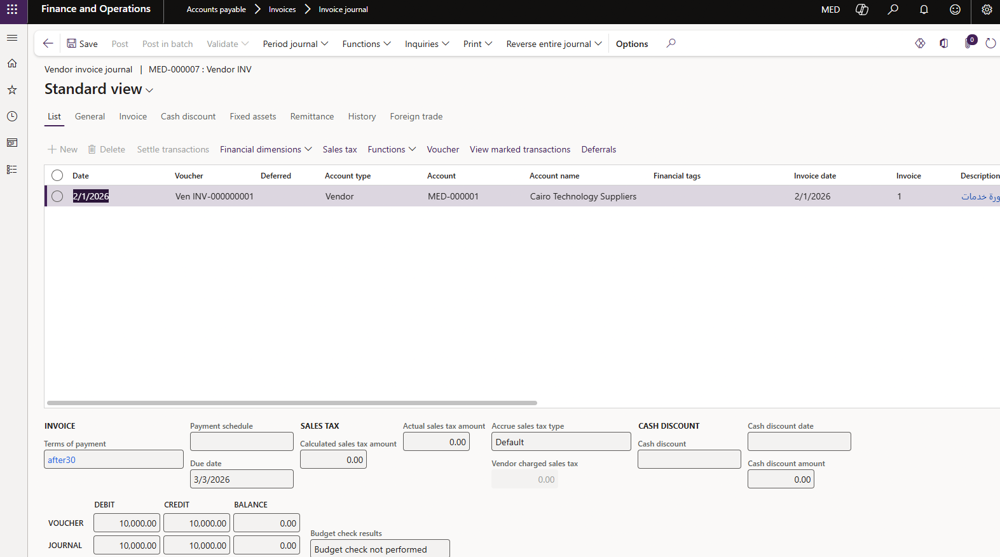 Finance and Operations
Accounts payable > Invoices > Invoice journal
MED
Save Post Post in batch Validate Period journal Functions Inquiries Print Reverse entire journal Options
0
Vendor invoice journal | MED-000007 : Vendor INV
Standard view
List General Invoice Cash discount Fixed assets Remittance History Foreign trade
+ New Delete Settle transactions Financial dimensions Sales tax Functions Voucher View marked transactions Deferrals
Date Voucher Deferred Account type Account Account name Financial tags Invoice date Invoice Description
2/1/2026 Ven INV-000000001 Vendor MED-000001 Cairo Technology Suppliers 2/1/2026 1 خدمات
INVOICE Payment schedule SALES TAX Actual sales tax amount Accrue sales tax type CASH DISCOUNT Cash discount date
0.00 Default
Terms of payment Calculated sales tax amount Cash discount
after30 0.00
Due date Vendor charged sales tax Cash discount amount
3/3/2026 0.00 0.00
DEBIT CREDIT BALANCE
VOUCHER 10,000.00 10,000.00 0.00
Budget check results
JOURNAL 10,000.00 10,000.00 0.00
Budget check not performed